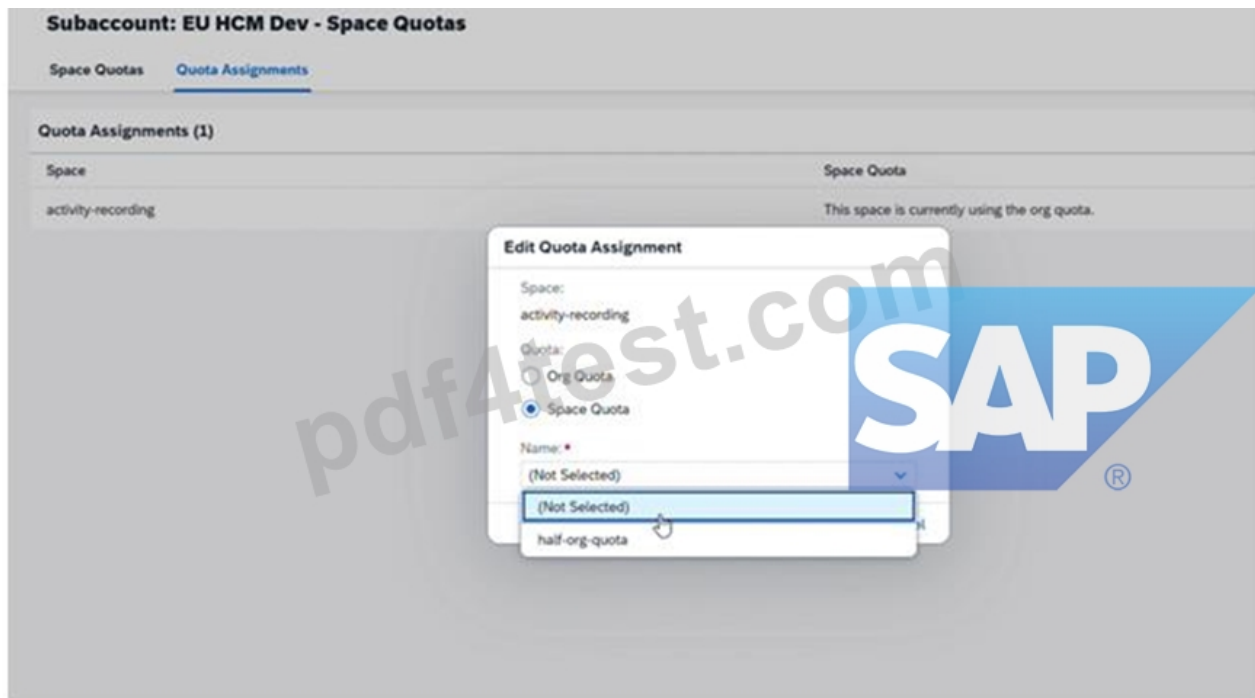 Subaccount: EU HCM Dev - Space Quotas
Space Quotas Quota Assignments
Quota Assignments (1)
Space Space Quota
activity-recording This space is currently using the org quota.
Edit Quota Assignment
Space:
activity-recording
Quota:
Org Quota
Space Quota
Name: *
(Not Selected)
(Not Selected)
half-org-quota
pdf4test.com
SAP
®